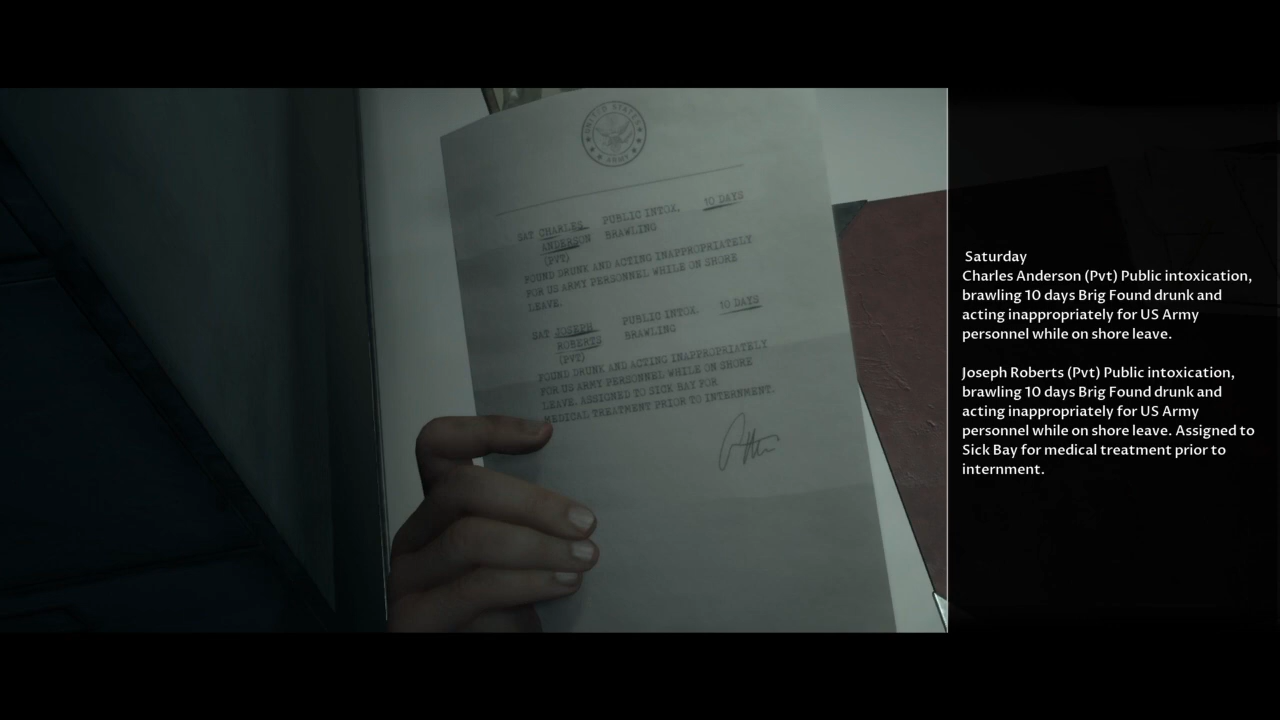 UNITED STATES
ARMY
SAT CHARLES PUBLIC INTOX. 10 DAYS
ANDERSON BRAWLING
(PVT)
FOUND DRUNK AND ACTING INAPPROPRIATELY
FOR US ARMY PERSONNEL WHILE ON SHORE
LEAVE.
SAT JOSEPH PUBLIC INTOX. 10 DAYS
ROBERTS BRAWLING
(PVT)
FOUND DRUNK AND ACTING INAPPROPRIATELY
FOR US ARMY PERSONNEL WHILE ON SHORE
LEAVE. ASSIGNED TO SICK BAY FOR
MEDICAL TREATMENT PRIOR TO INTERNMENT.
Saturday
Charles Anderson (Pvt) Public intoxication,
brawling 10 days Brig Found drunk and
acting inappropriately for US Army
personnel while on shore leave.
Joseph Roberts (Pvt) Public intoxication,
brawling 10 days Brig Found drunk and
acting inappropriately for US Army
personnel while on shore leave. Assigned to
Sick Bay for medical treatment prior to
internment.